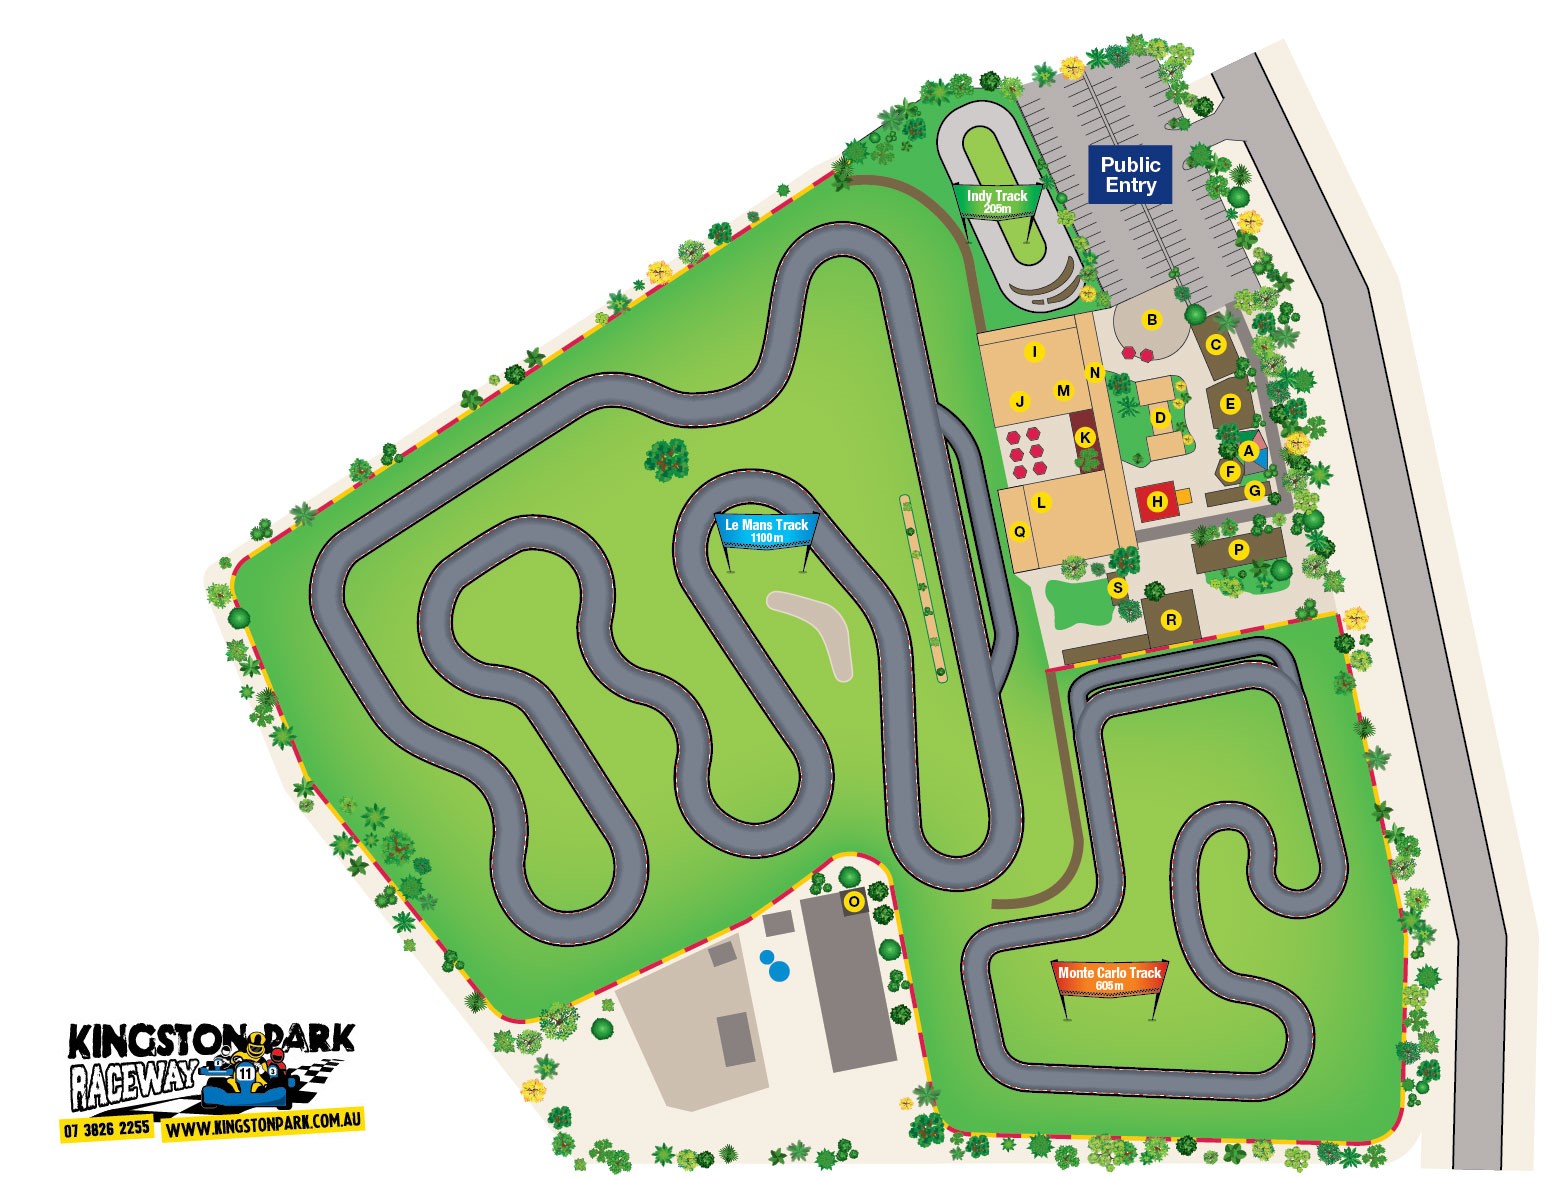 Public
Entry
Indy Track
205m
B
C
I
N
M
J
E
D
K
A
F
G
L
H
Q
P
S
R
Le Mans Track
1100m
O
Monte Carlo Track
605m
KINGSTON PARK
RACEWAY
11
3
07 3826 2255
WWW.KINGSTONPARK.COM.AU